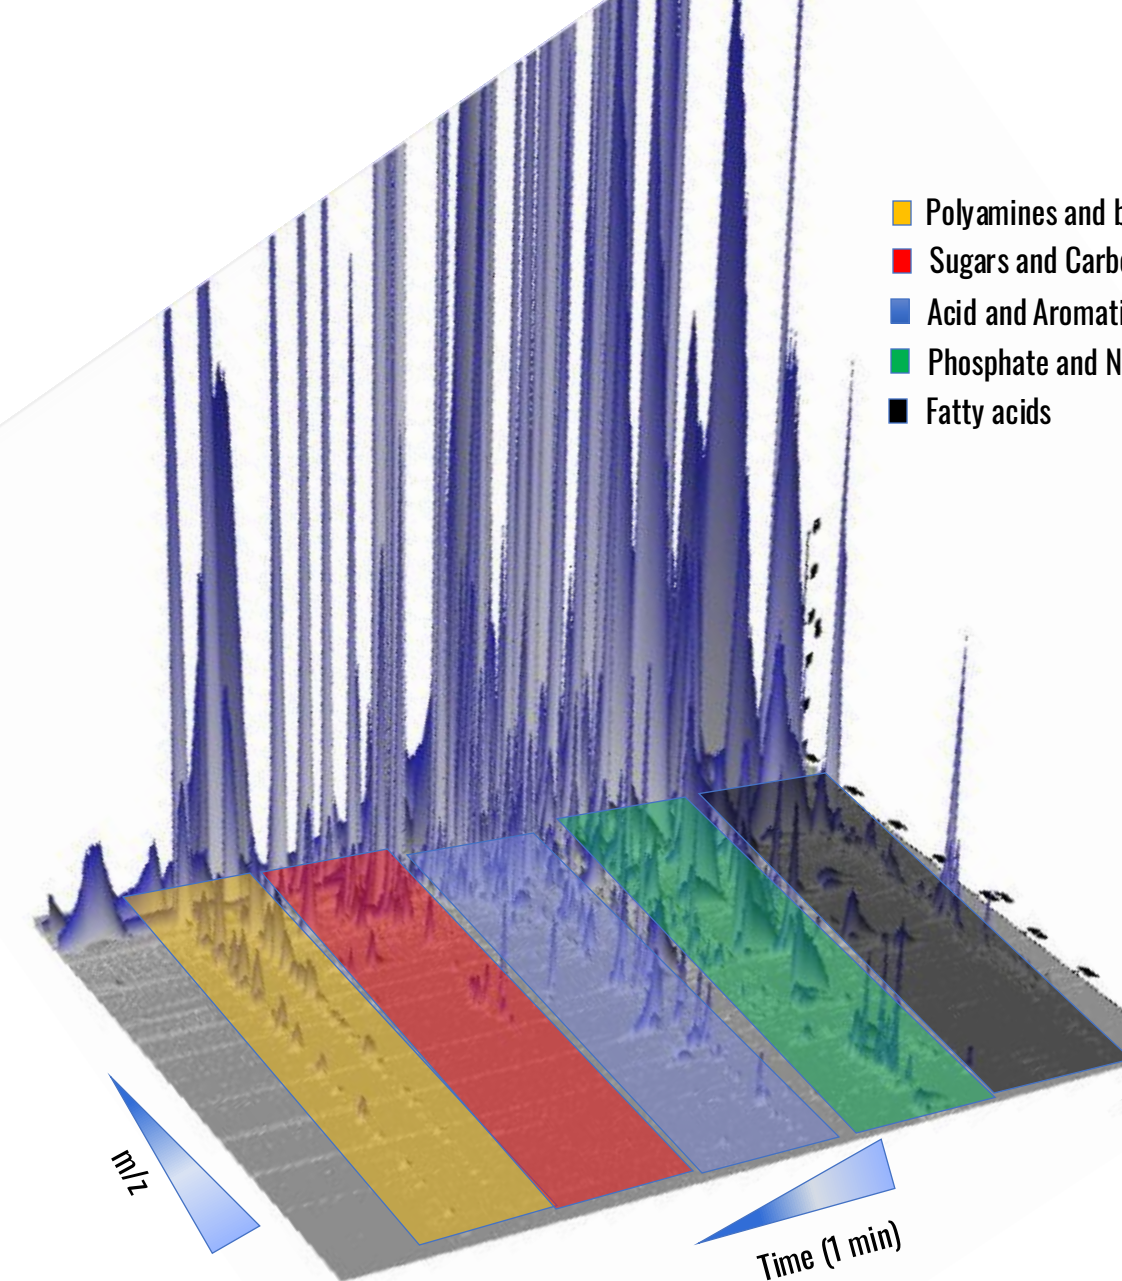 Polyamines and
Sugars and
Acid and
Phosphate and
Fatty acids
m/z
Time (1 min)